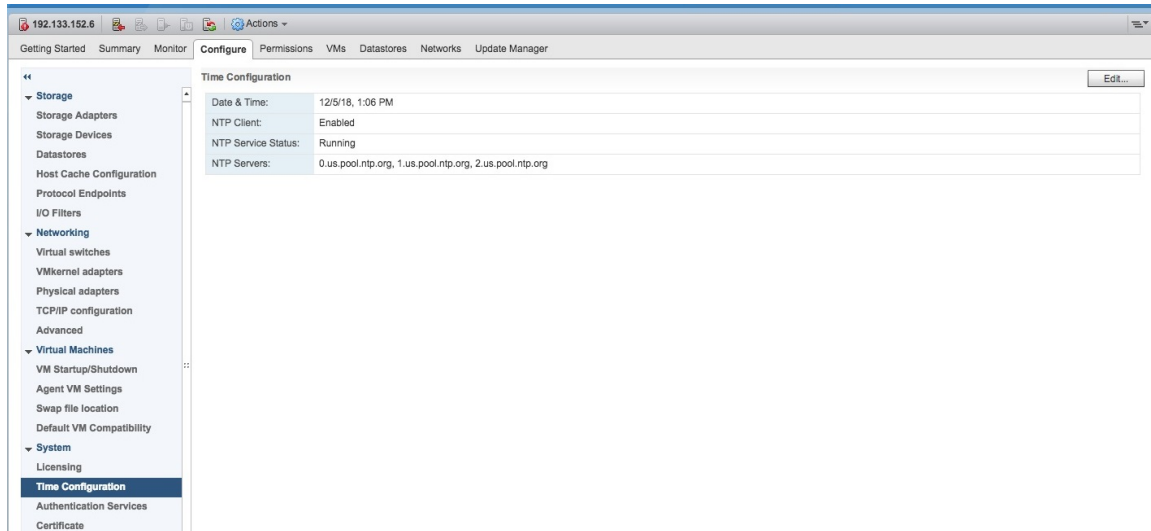 192.133.152.6 Actions
Getting Started Summary Monitor Configure Permissions VMs Datastores Networks Update Manager
Storage
Storage Adapters
Storage Devices
Datastores
Host Cache Configuration
Protocol Endpoints
I/O Filters
Networking
Virtual switches
VMkernel adapters
Physical adapters
TCP/IP configuration
Advanced
Virtual Machines
VM Startup/Shutdown
Agent VM Settings
Swap file location
Default VM Compatibility
System
Licensing
Time Configuration
Authentication Services
Certificate
Time Configuration Edit...
Date & Time: 12/5/18, 1:06 PM
NTP Client: Enabled
NTP Service Status: Running
NTP Servers: 0.us.pool.ntp.org, 1.us.pool.ntp.org, 2.us.pool.ntp.org